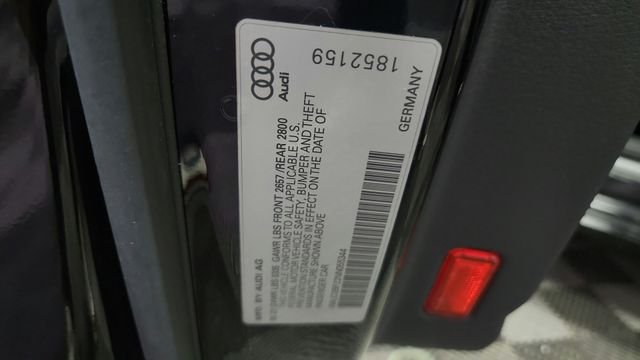 Audi
1852159
MFD BY AUDI AG
GERMANY
GAWR LBS FRONT 2657/REAR 2800
THIS VEHICLE CONFORMS TO ALL APPLICABLE U.S.
FEDERAL MOTOR VEHICLE SAFETY, BUMPER AND THEFT
PREVENTION STANDARDS IN EFFECT ON THE DATE OF
MANUFACTURE SHOWN ABOVE
PASSENGER CAR